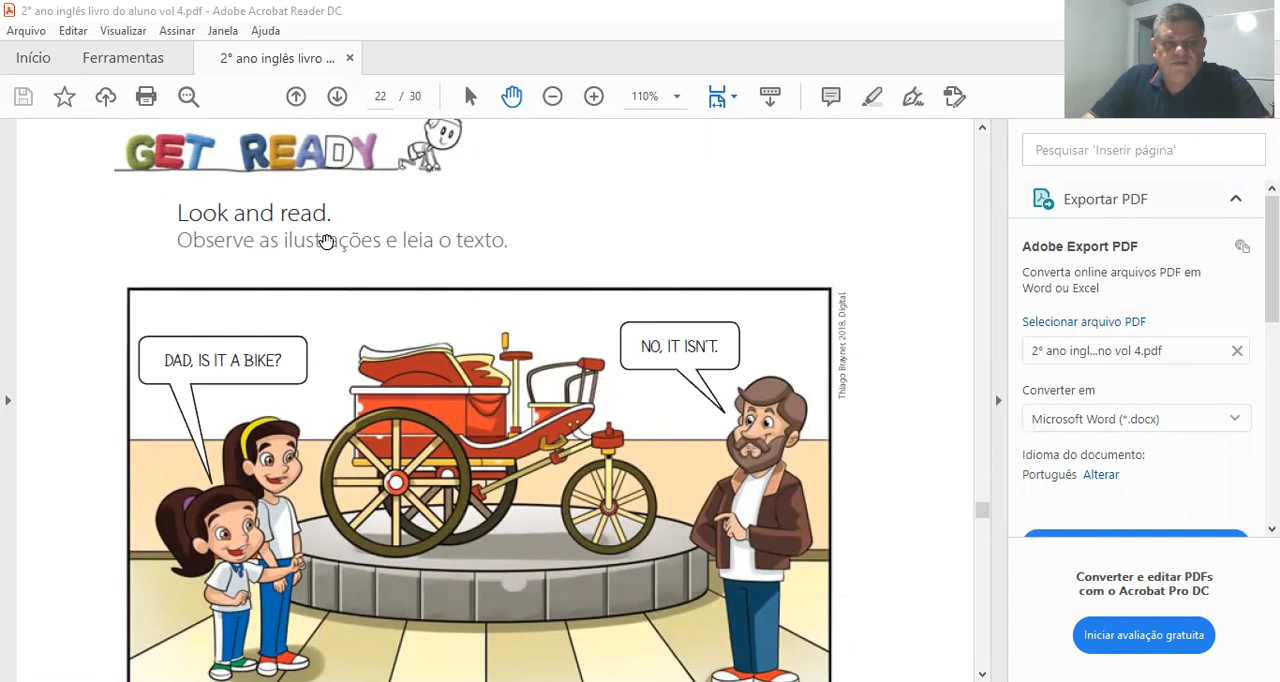 2° ano inglês livro do aluno vol 4.pdf - Adobe Acrobat Reader DC
Arquivo Editar Visualizar Assinar Janela Ajuda
Início Ferramentas 2° ano inglês livro ... ×
22 / 30 110%
GET READY
Look and read.
Observe as ilustrações e leia o texto.
DAD, IS IT A BIKE?
NO, IT ISN'T.
Thiago Brayner. 2018. Digital.
Pesquisar 'Inserir página'
Exportar PDF
Adobe Export PDF
Converta online arquivos PDF em
Word ou Excel
Selecionar arquivo PDF
2° ano ingl...no vol 4.pdf
Converter em
Microsoft Word (*.docx)
Idioma do documento:
Português Alterar
Converter e editar PDFs
com o Acrobat Pro DC
Iniciar avaliação gratuita